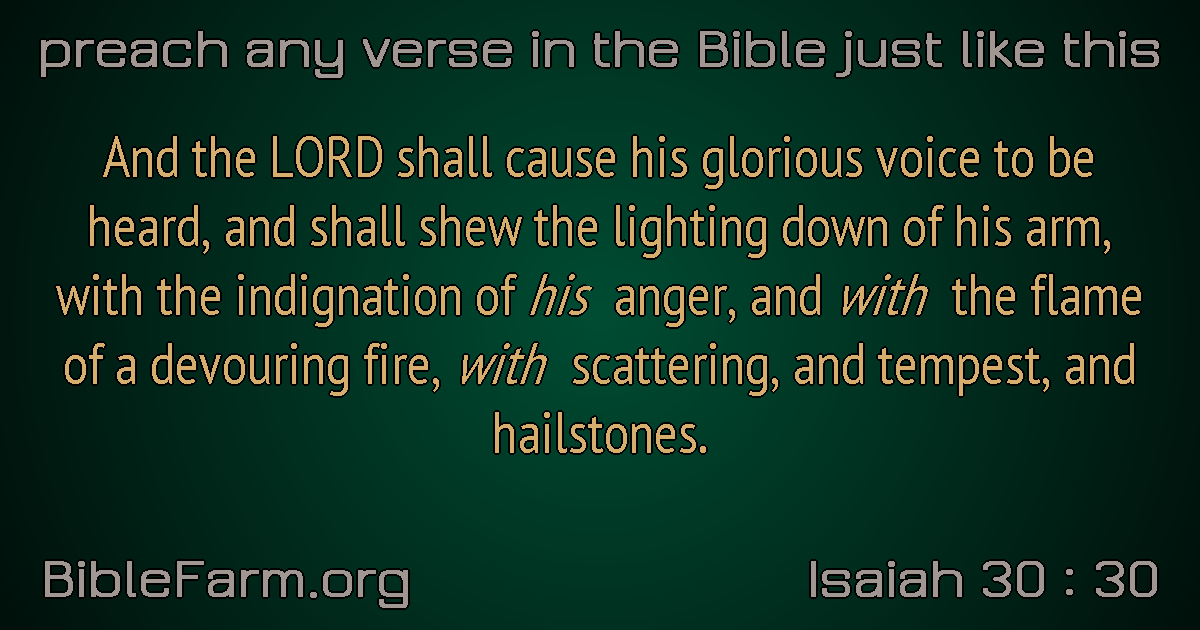 preach any verse in the Bible just like this
And the LORD shall cause his glorious voice to be
heard, and shall shew the lighting down of his arm,
with the indignation of his anger, and with the flame
of a devouring fire, with scattering, and tempest, and
hailstones.
BibleFarm.org
Isaiah 30 : 30